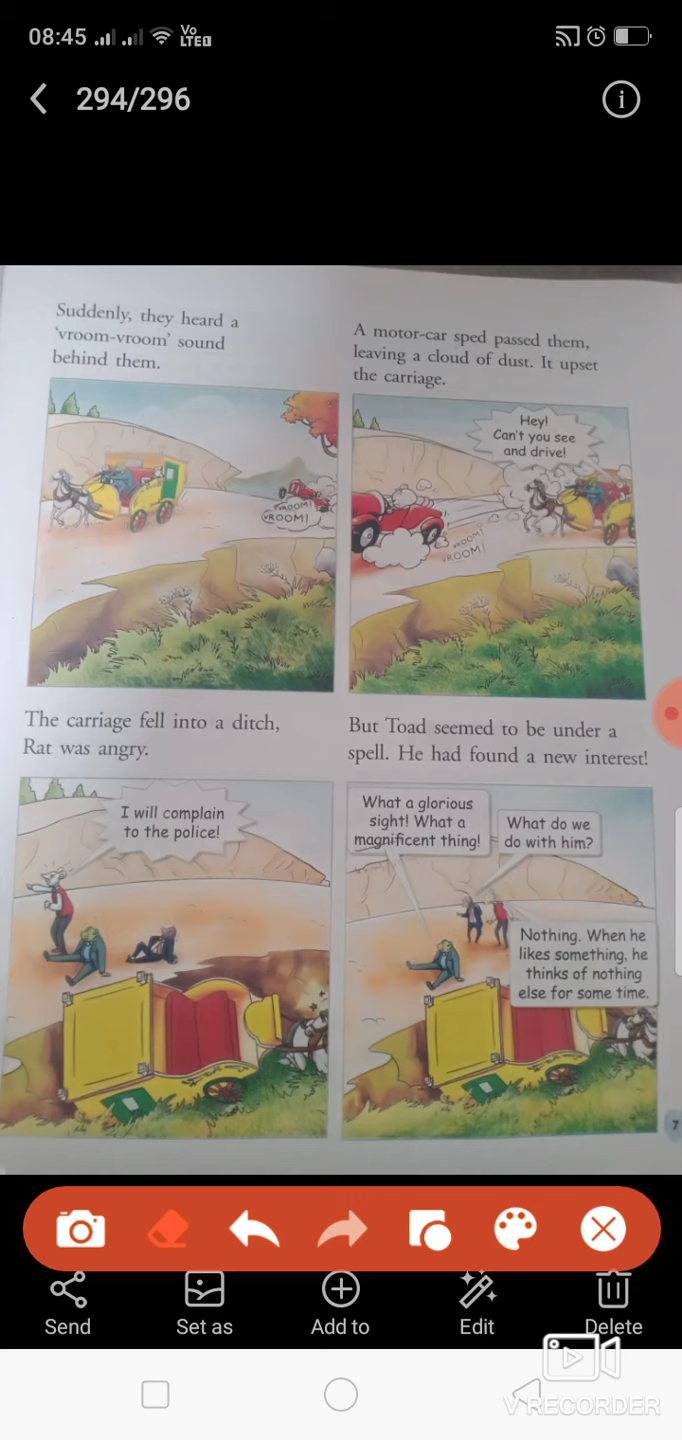 08:45
Vo
LTE1
294/296
Suddenly, they heard a
'vroom-vroom' sound
behind them.
VROOM!
VROOM!
A motor-car sped passed them,
leaving a cloud of dust. It upset
the carriage.
Hey!
Can't you see
and drive!
VROOM!
VROOM!
The carriage fell into a ditch,
Rat was angry.
I will complain
to the police!
But Toad seemed to be under a
spell. He had found a new interest!
What a glorious
sight! What a
magnificent thing!
What do we
do with him?
Nothing. When he
likes something, he
thinks of nothing
else for some time.
7
Send
Set as
Add to
Edit
Delete
V RECORDER